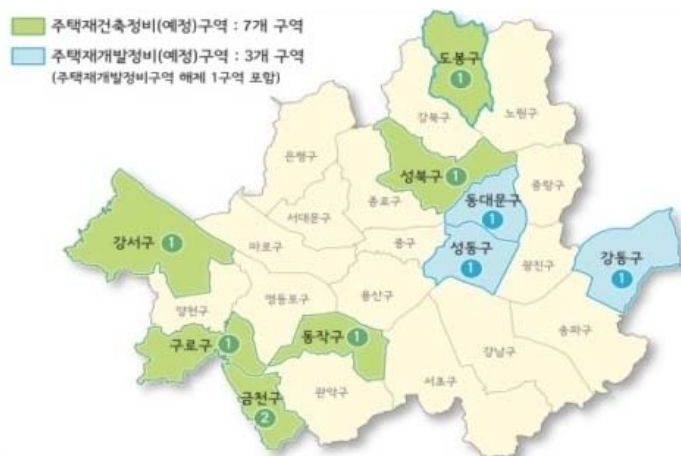 주택재건축정비(예정)구역 : 7개 구역
주택재개발정비(예정)구역 : 3개 구역
(주택재개발정비구역 해제 1구역 포함)
도봉구
1
강북구
노원구
은평구
성북구 1
중랑구
동대문구
1
종로구
서대문구
강서구 1
마포구
중구
성동구
1
광진구
강동구
1
양천구
영등포구
용산구
송파구
구로구 1
동작구 1
강남구
서초구
관악구
금천구
2